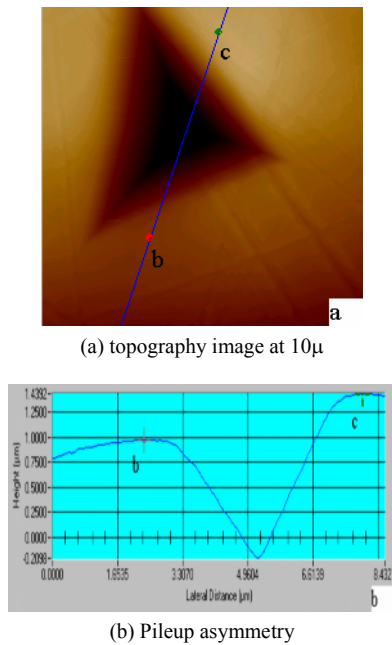 c
b
a
(a) topography image at 10µ
1.4392
1.2500
1.0000
0.7500
0.5000
0.2500
0.0000
-0.2098
Height (µm)
b
c
0.0000 1.6535 3.3070 4.9604 6.6139 8.432
Lateral Distance (µm)
b
(b) Pileup asymmetry